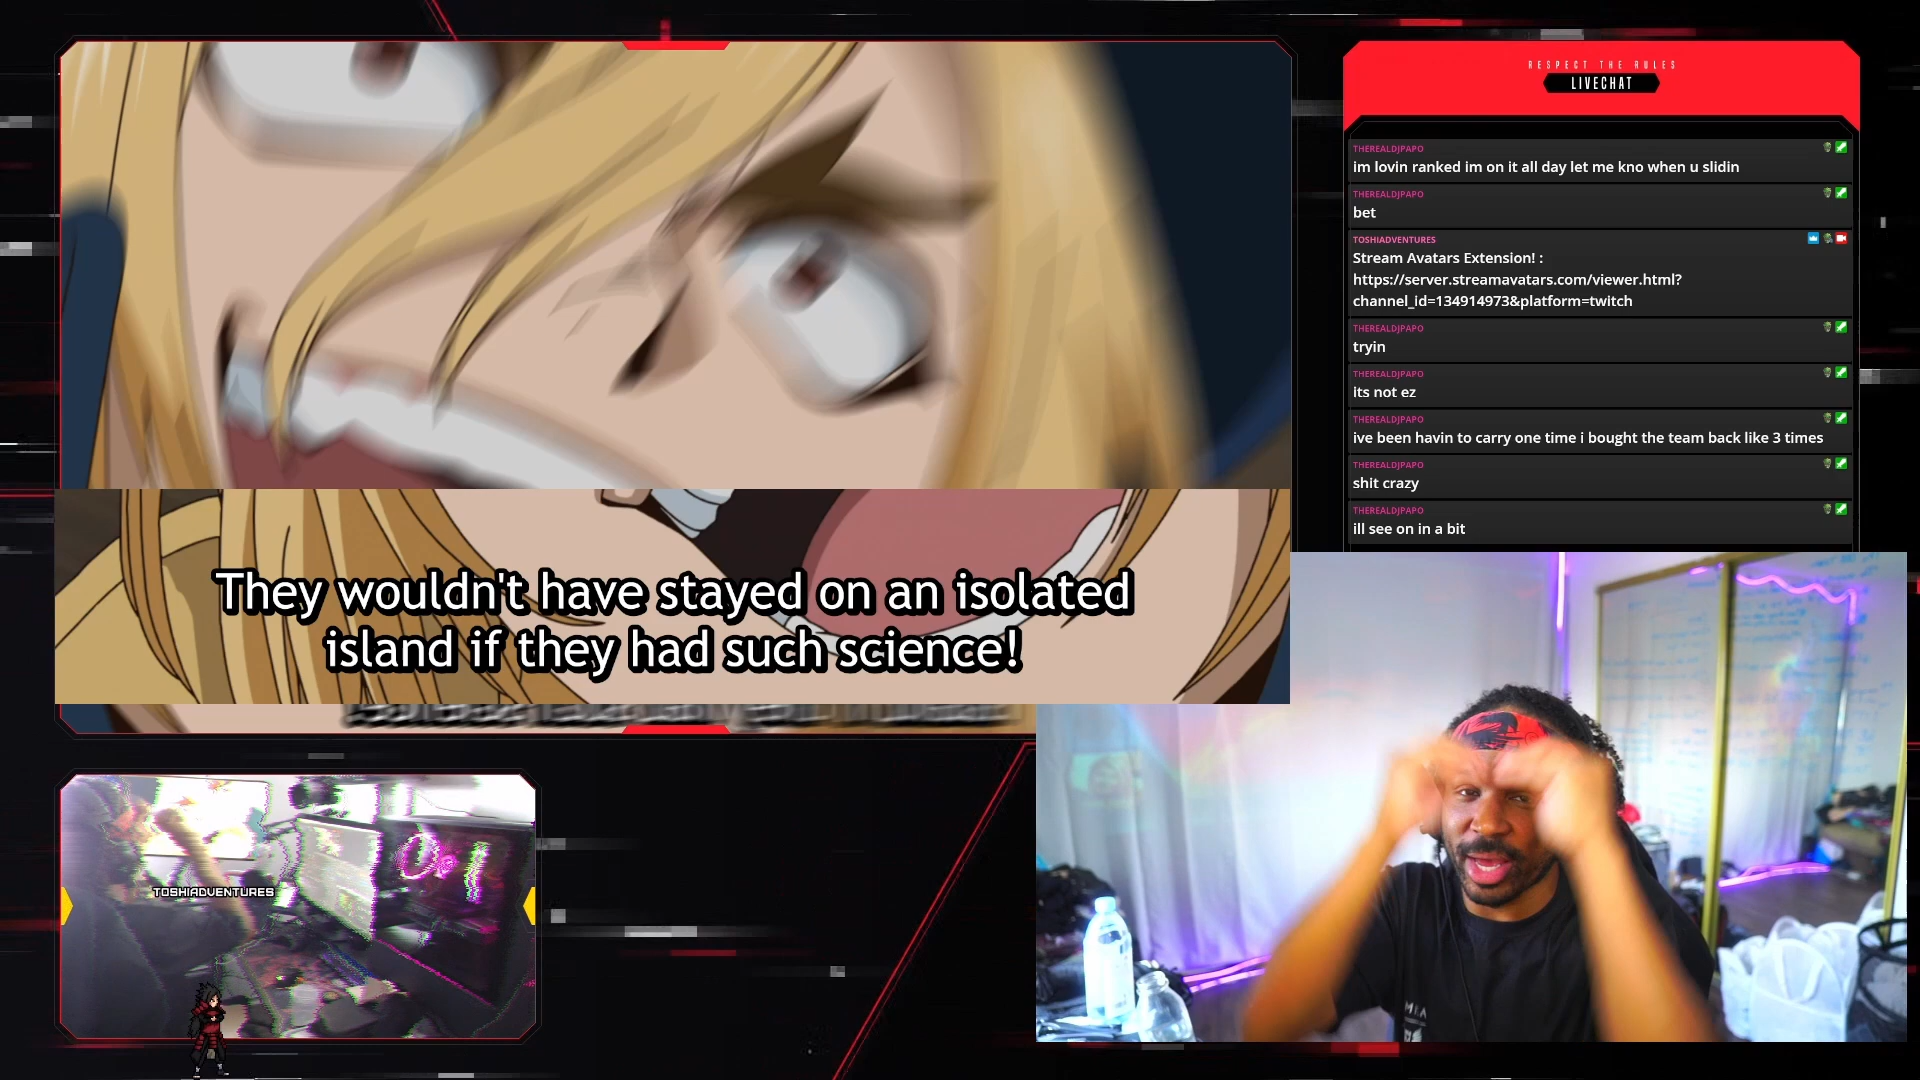 RESPECT THE RULES
LIVECHAT
THEREALDJPAPO
im lovin ranked im on it all day let me kno when u slidin
THEREALDJPAPO
bet
TOSHIADVENTURES
Stream Avatars Extension! :
https://server.streamavatars.com/viewer.html?
channel_id=134914973&platform=twitch
THEREALDJPAPO
tryin
THEREALDJPAPO
its not ez
THEREALDJPAPO
ive been havin to carry one time i bought the team back like 3 times
THEREALDJPAPO
shit crazy
THEREALDJPAPO
ill see on in a bit
They wouldn't have stayed on an isolated
island if they had such science!
TOSHIADVENTURES